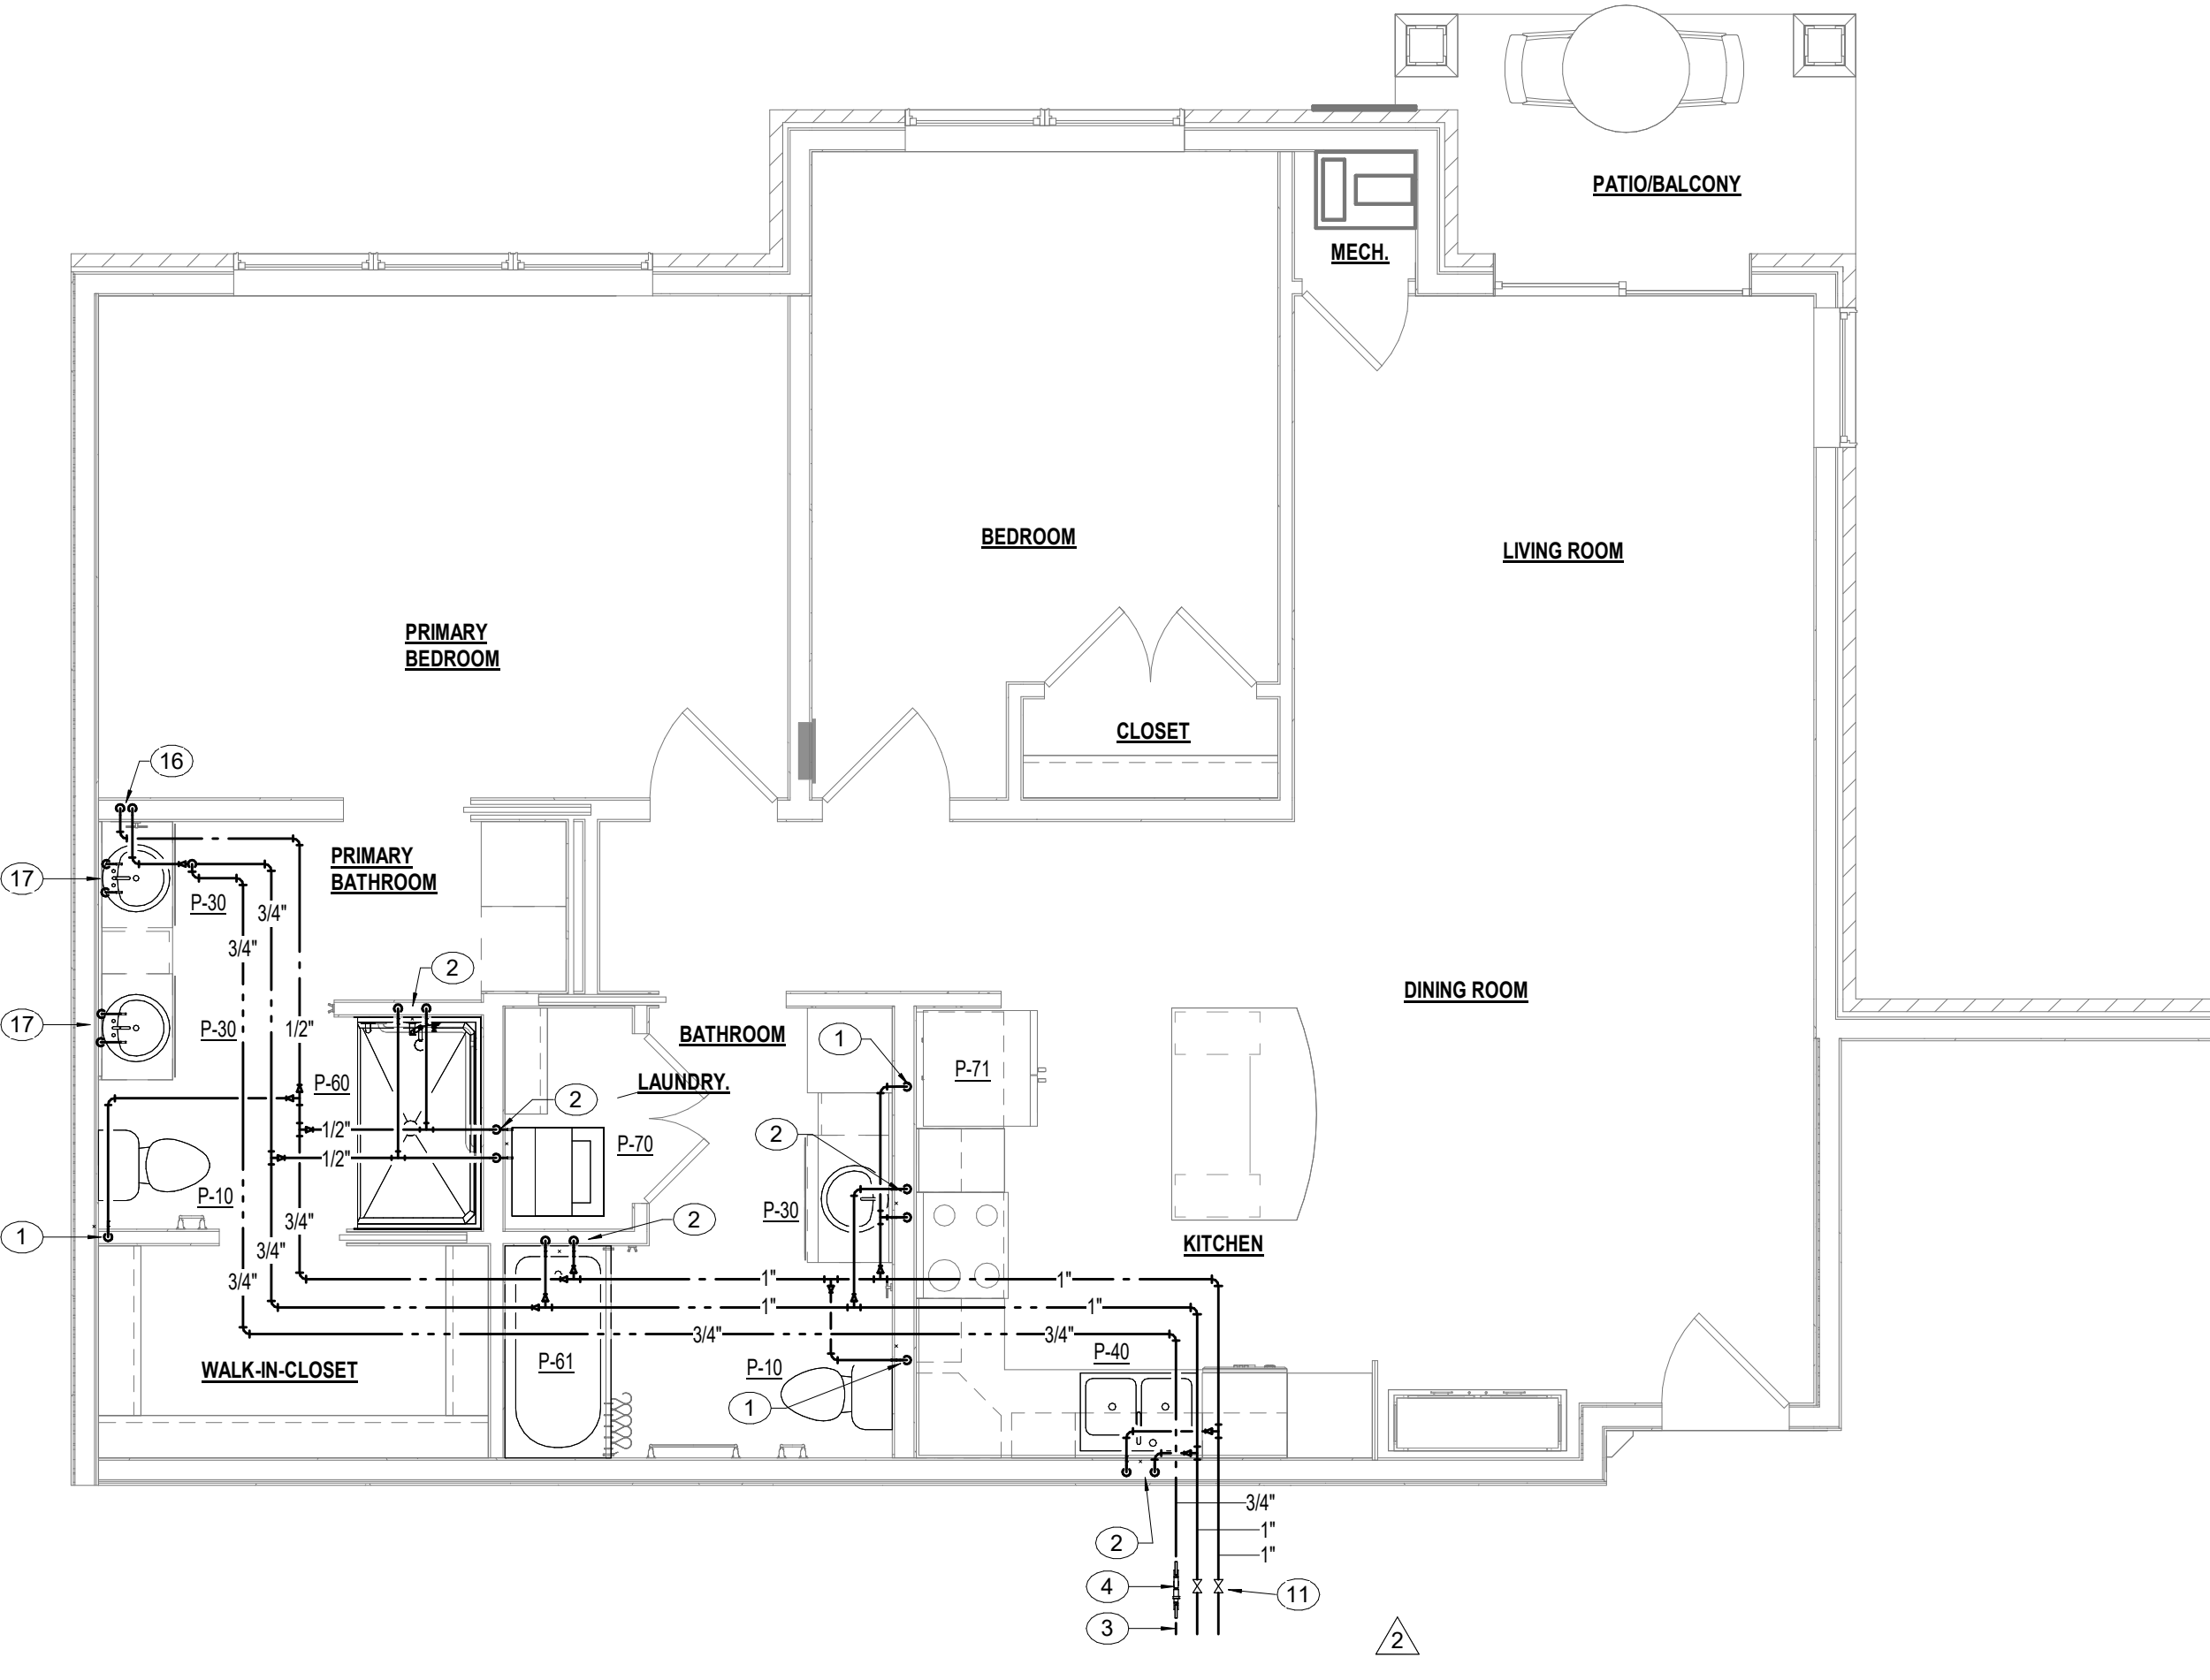 PATIO/BALCONY
MECH.
BEDROOM
LIVING ROOM
PRIMARY
BEDROOM
CLOSET
16
PRIMARY
BATHROOM
17
P-30
3/4"
3/4"
2
DINING ROOM
17
P-30
1/2"
BATHROOM
1
P-71
P-60
LAUNDRY.
2
1/2"
2
1/2"
P-70
P-10
P-30
3/4"
2
1
3/4"
KITCHEN
3/4"
1"
1"
1"
1"
3/4"
3/4"
WALK-IN-CLOSET
P-61
P-10
P-40
1
3/4"
1"
2
1"
4
11
3
2